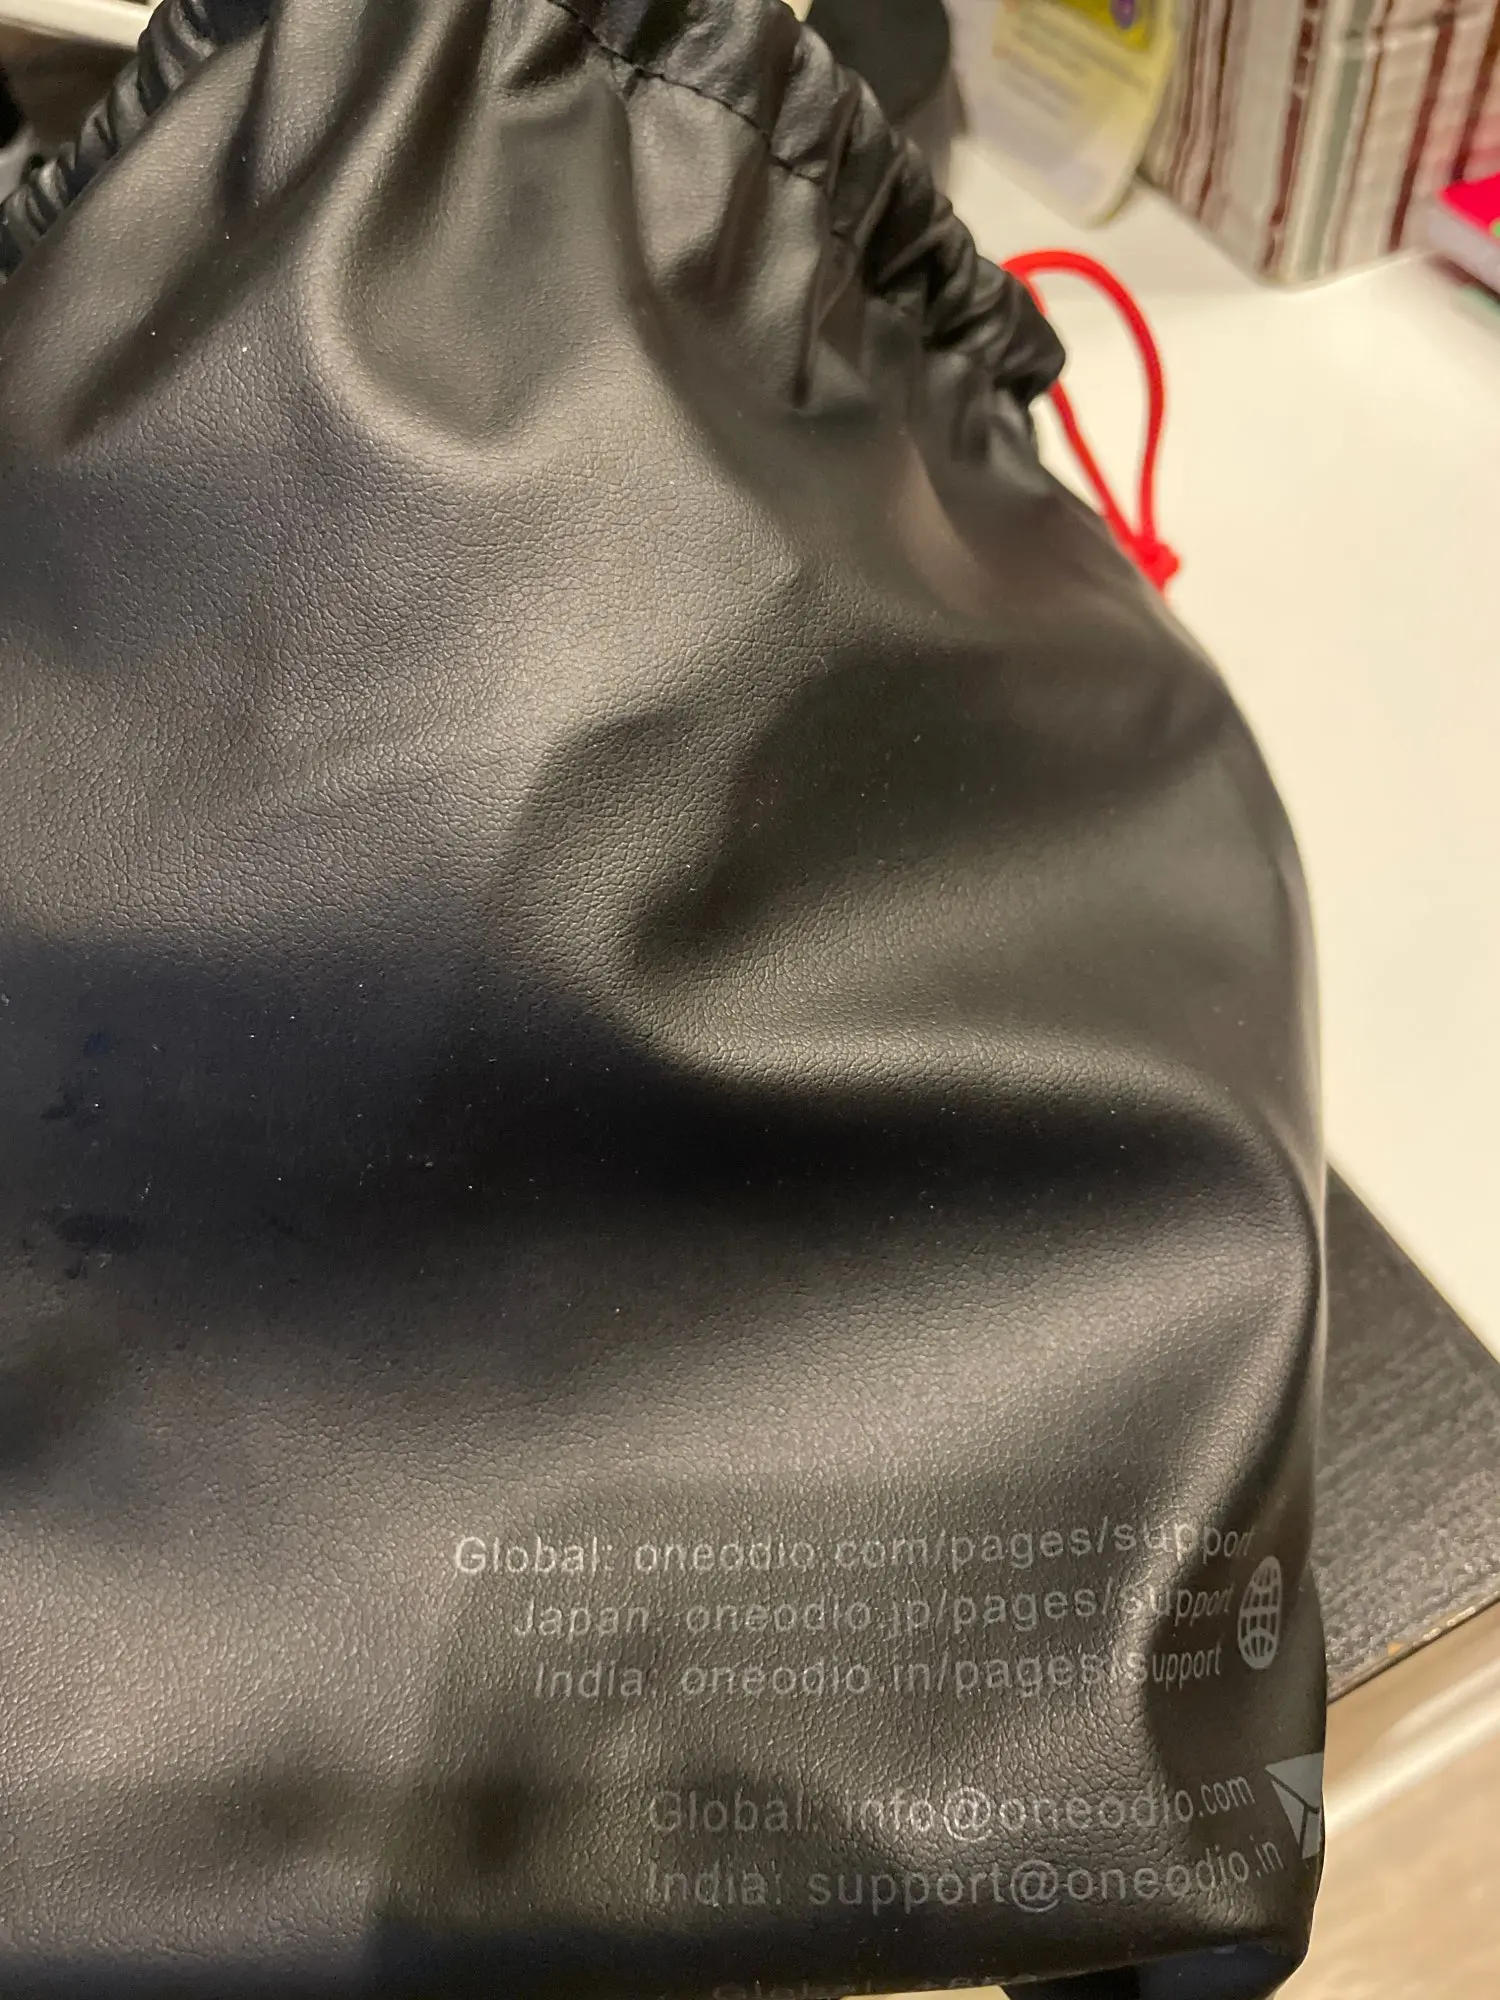 Global: oneodio.com/pages/support
Japan: oneodio.jp/pages/support
India: oneodio.in/pages/support
Global: info@oneodio.com
India: support@oneodio.in
Global: